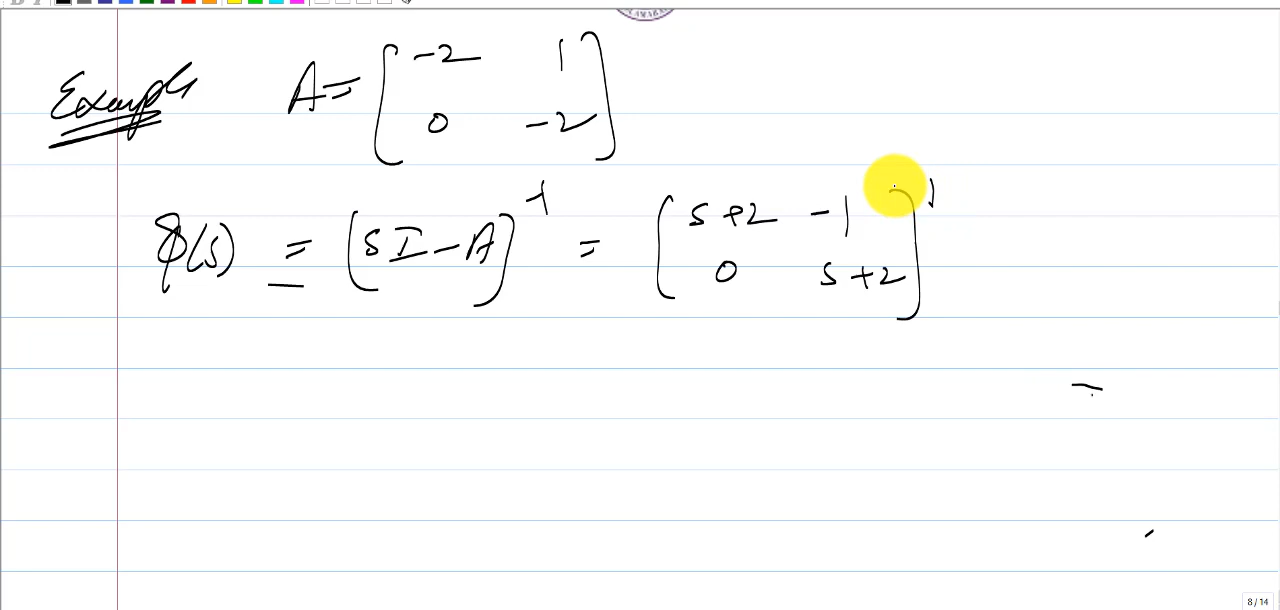 Example A = [ -2 1
0 -2 ]
Φ(s) = [sI - A]^-1 = [ s+2 -1
0 s+2 ]^-1
=
8 / 14